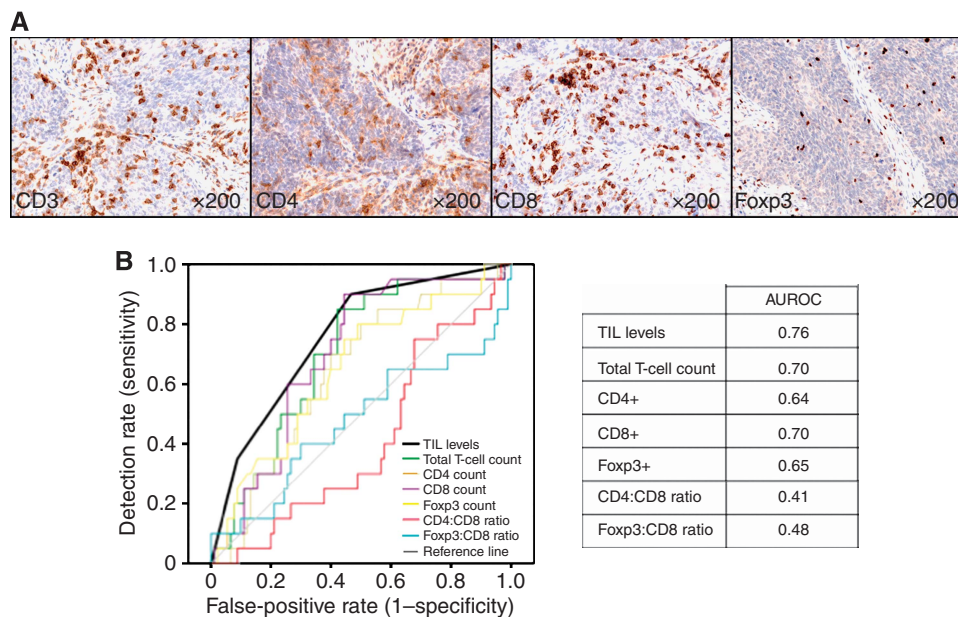 A
CD3 ×200 CD4 ×200 CD8 ×200 Foxp3 ×200
B
Detection rate (sensitivity)
1.0
0.8
0.6
0.4
0.2
0
0 0.2 0.4 0.6 0.8 1.0
False-positive rate (1–specificity)
TIL levels
Total T-cell count
CD4 count
CD8 count
Foxp3 count
CD4:CD8 ratio
Foxp3:CD8 ratio
Reference line
AUROC
TIL levels 0.76
Total T-cell count 0.70
CD4+ 0.64
CD8+ 0.70
Foxp3+ 0.65
CD4:CD8 ratio 0.41
Foxp3:CD8 ratio 0.48